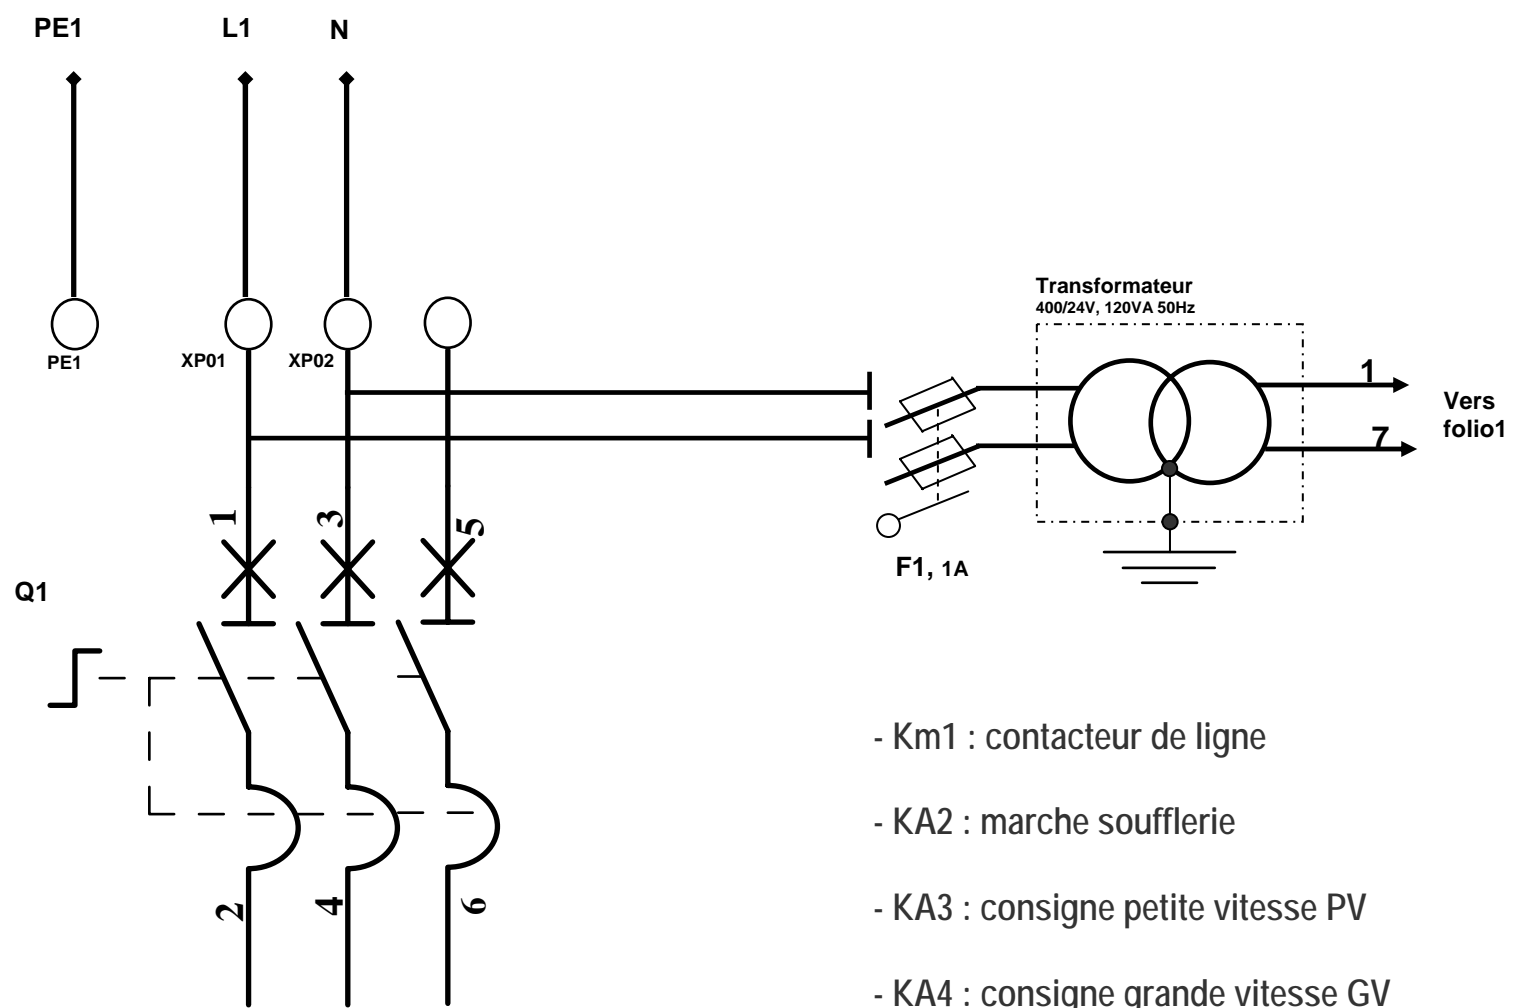 PE1 L1 N
Transformateur
400/24V, 120VA 50Hz
PE1 XP01 XP02
1
Vers
folio1
7
1 3 5
F1, 1A
Q1
- Km1 : contacteur de ligne
- KA2 : marche soufflerie
2 4 6
- KA3 : consigne petite vitesse PV
- KA4 : consigne grande vitesse GV